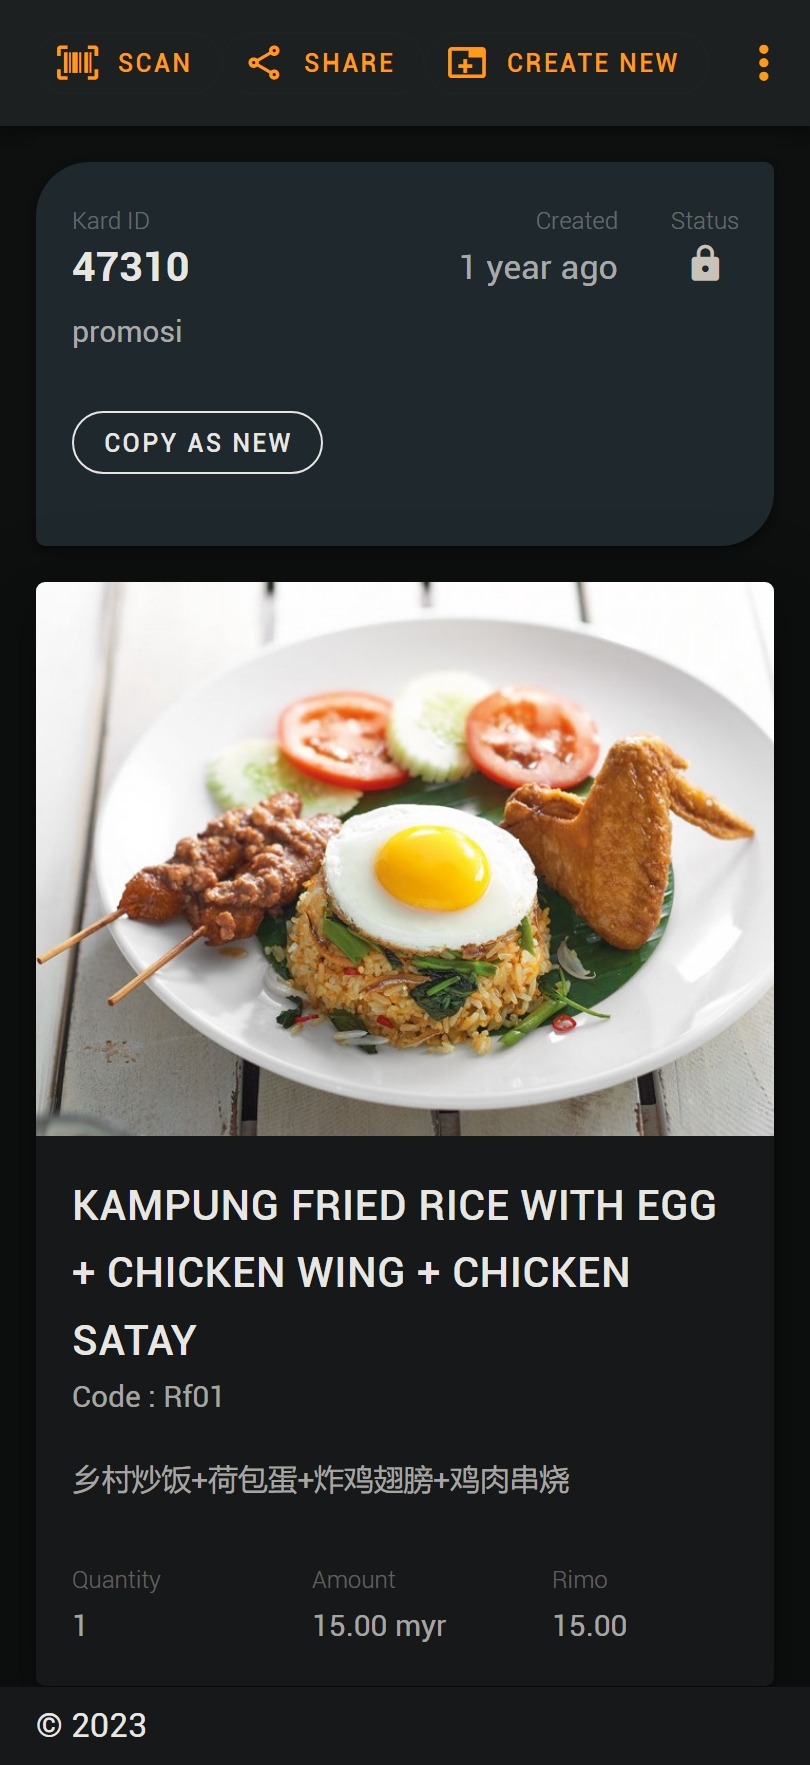 SCAN SHARE CREATE NEW
Kard ID Created Status
47310 1 year ago
promosi
COPY AS NEW
KAMPUNG FRIED RICE WITH EGG
+ CHICKEN WING + CHICKEN
SATAY
Code : Rf01
乡村炒饭+荷包蛋+炸鸡翅膀+鸡肉串烧
Quantity Amount Rimo
1 15.00 myr 15.00
© 2023